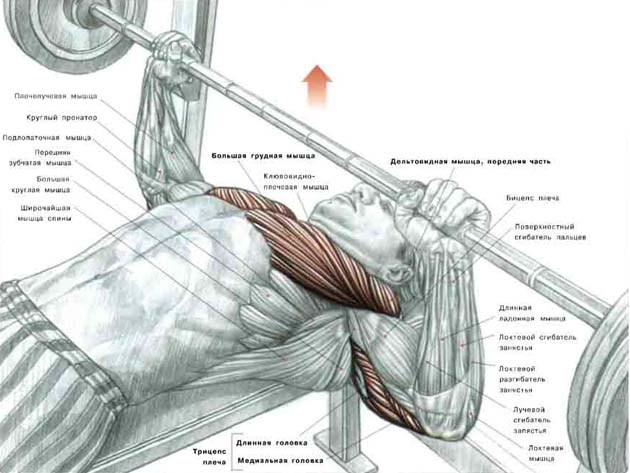 Плечелучевая мышца
Круглый пронатор
Подлопаточная мышца
Передняя
зубчатая мышца
Большая
круглая мышца
Широчайшая
мышца спины
Большая грудная мышца
Клювовидно-
плечевая мышца
Дельтовидная мышца, передняя часть
Бицепс плеча
Поверхностный
сгибатель пальцев
Длинная
ладонная мышца
Локтевой сгибатель
запястья
Локтевой
разгибатель
запястья
Лучевой
сгибатель
запястья
Локтевая
мышца
Трицепс
плеча
Длинная головка
Медиальная головка